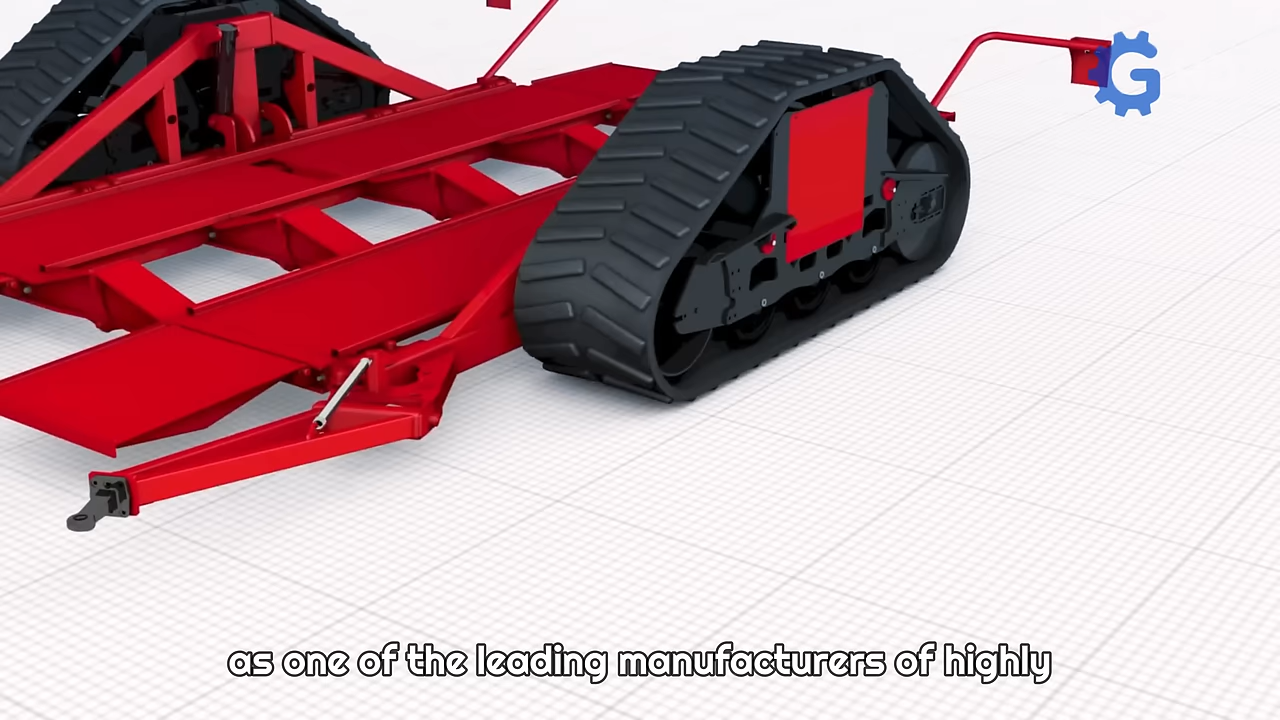 G
as one of the leading manufacturers of highly